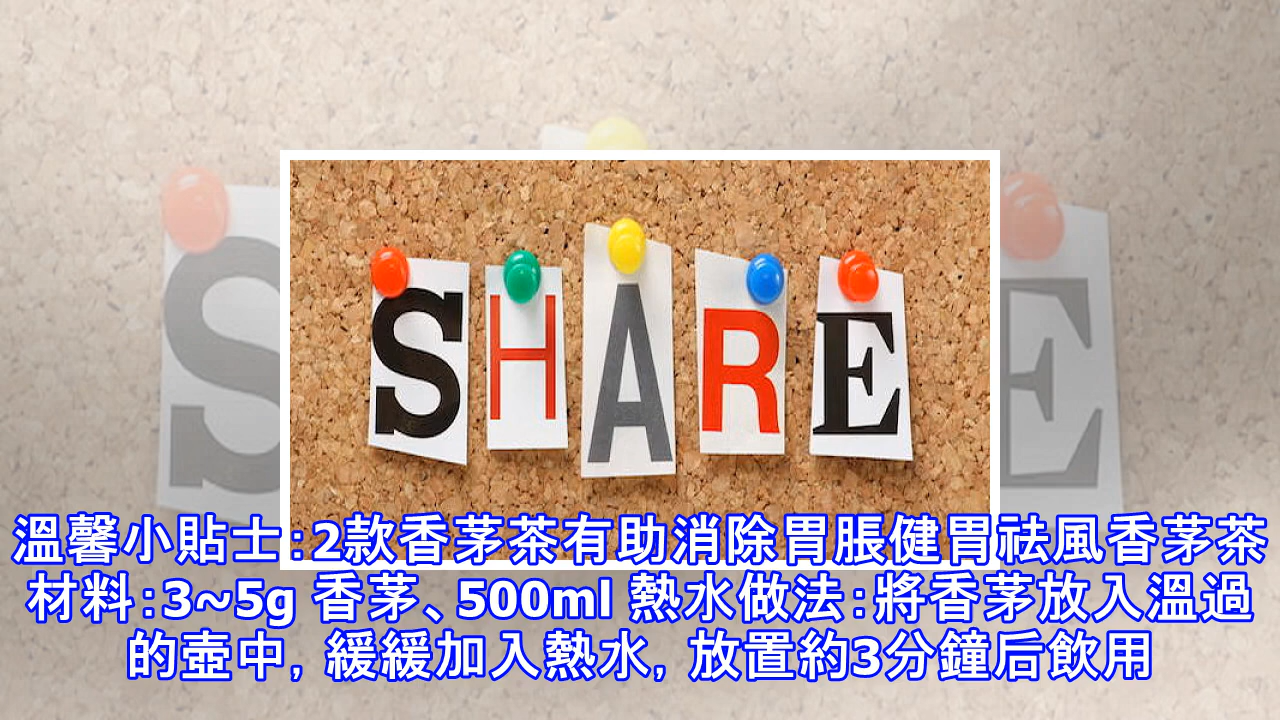 SHARE
溫馨小貼士：2款香茅茶有助消除胃脹健胃祛風香茅茶
材料：3~5g 香茅、500ml 熱水做法：將香茅放入溫過
的壺中，緩緩加入熱水，放置約3分鐘后飲用